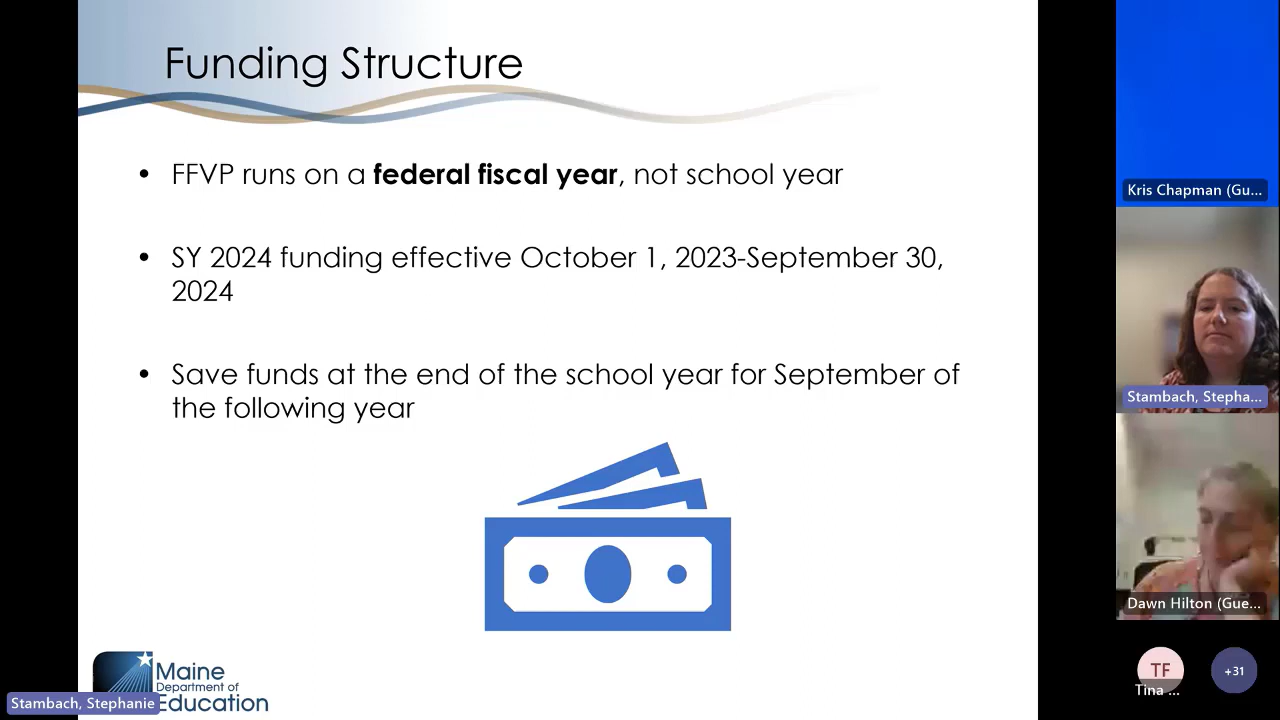 Funding Structure
• FFVP runs on a federal fiscal year, not school year
• SY 2024 funding effective October 1, 2023-September 30,
2024
• Save funds at the end of the school year for September of
the following year
Maine
Department of
Education
Stambach, Stephanie
Kris Chapman (Gu...
Stambach, Stepha...
Dawn Hilton (Gue...
TF
Tina ...
+31